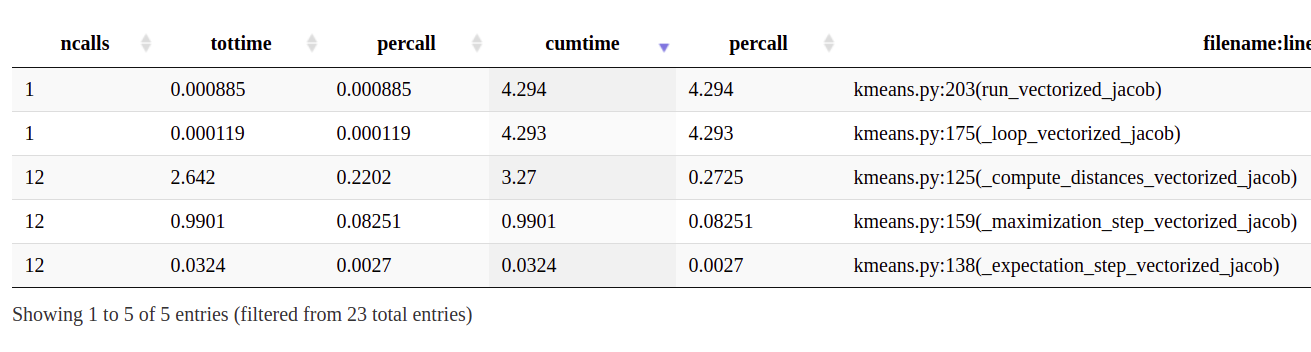 ncalls tottime percall cumtime percall filename:line
1 0.000885 0.000885 4.294 4.294 kmeans.py:203(run_vectorized_jacob)
1 0.000119 0.000119 4.293 4.293 kmeans.py:175(_loop_vectorized_jacob)
12 2.642 0.2202 3.27 0.2725 kmeans.py:125(_compute_distances_vectorized_jacob)
12 0.9901 0.08251 0.9901 0.08251 kmeans.py:159(_maximization_step_vectorized_jacob)
12 0.0324 0.0027 0.0324 0.0027 kmeans.py:138(_expectation_step_vectorized_jacob)
Showing 1 to 5 of 5 entries (filtered from 23 total entries)